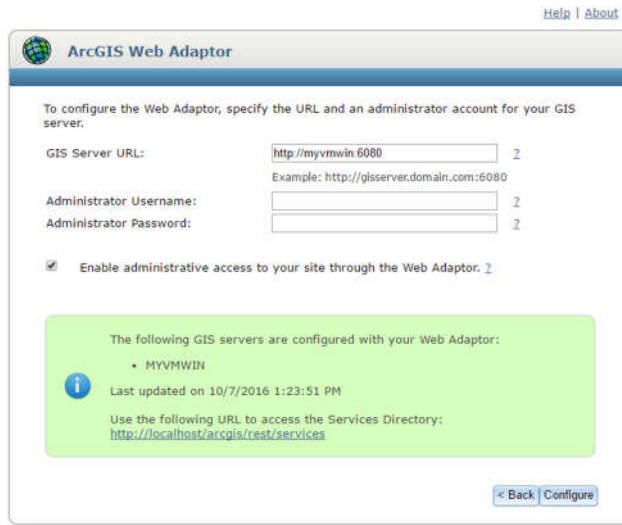 Help | About
ArcGIS Web Adaptor
To configure the Web Adaptor, specify the URL and an administrator account for your GIS
server.
GIS Server URL: http://myvmwin:6080 ?
Example: http://gisserver.domain.com:6080
Administrator Username: ?
Administrator Password: ?
Enable administrative access to your site through the Web Adaptor. ?
The following GIS servers are configured with your Web Adaptor:
• MYVMWIN
Last updated on 10/7/2016 1:23:51 PM
Use the following URL to access the Services Directory:
http://localhost/arcgis/rest/services
< Back Configure